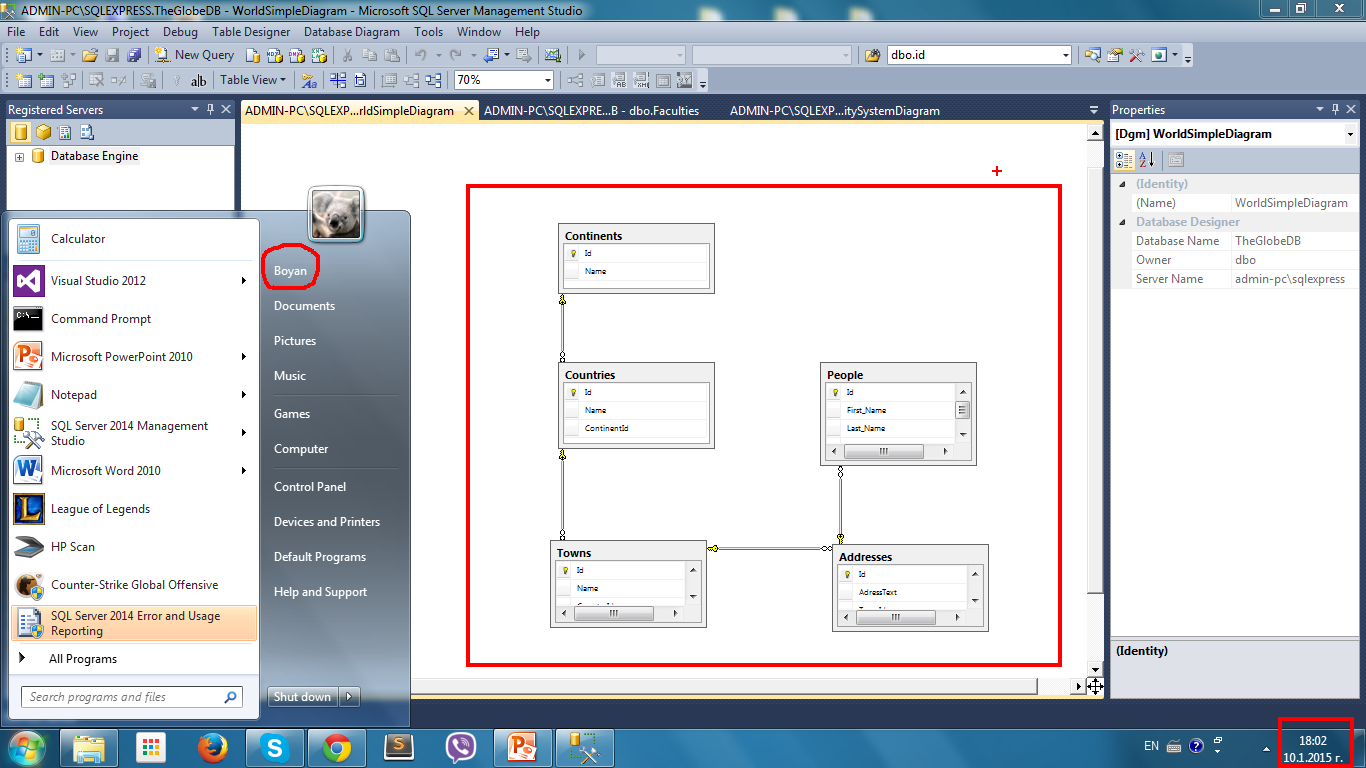 ADMIN-PC\SQLEXPRESS.TheGlobeDB - WorldSimpleDiagram - Microsoft SQL Server Management Studio
File Edit View Project Debug Table Designer Database Diagram Tools Window Help
New Query
dbo.id
Table View
70%
Registered Servers
Database Engine
ADMIN-PC\SQLEXP...rldSimpleDiagram
ADMIN-PC\SQLEXPRE...B - dbo.Faculties
ADMIN-PC\SQLEXP...itySystemDiagram
Calculator
Visual Studio 2012
Command Prompt
Microsoft PowerPoint 2010
Notepad
SQL Server 2014 Management
Studio
Microsoft Word 2010
League of Legends
HP Scan
Counter-Strike Global Offensive
SQL Server 2014 Error and Usage
Reporting
All Programs
Search programs and files
Boyan
Documents
Pictures
Music
Games
Computer
Control Panel
Devices and Printers
Default Programs
Help and Support
Shut down
Continents
Id
Name
Countries
Id
Name
ContinentId
People
Id
First_Name
Last_Name
Towns
Id
Name
Addresses
Id
AdressText
Properties
[Dgm] WorldSimpleDiagram
(Identity)
(Name) WorldSimpleDiagram
Database Designer
Database Name TheGlobeDB
Owner dbo
Server Name admin-pc\sqlexpress
(Identity)
EN
18:02
10.1.2015 г.